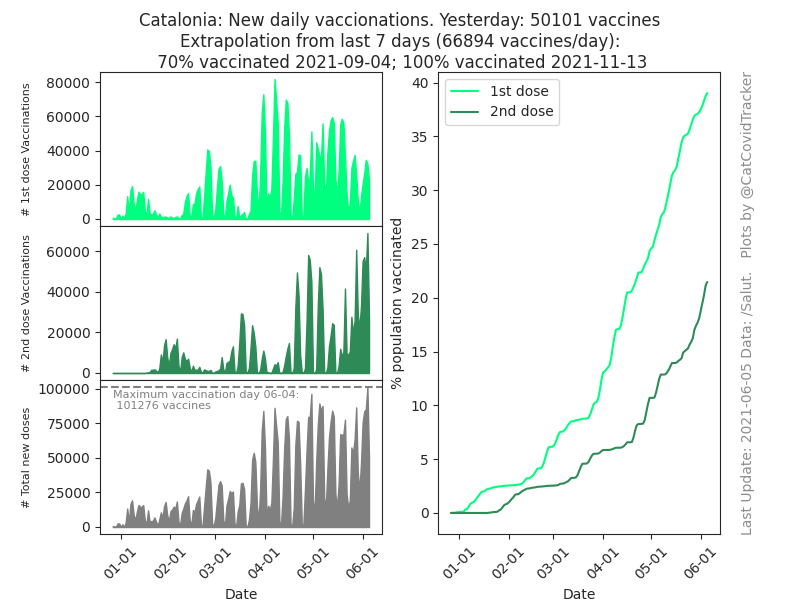 Catalonia: New daily vaccionations. Yesterday: 50101 vaccines
Extrapolation from last 7 days (66894 vaccines/day):
70% vaccinated 2021-09-04; 100% vaccinated 2021-11-13
# 1st dose Vaccinations
80000
60000
40000
20000
0
# 2nd dose Vaccinations
60000
40000
20000
0
# Total new doses
100000
75000
50000
25000
0
Maximum vaccination day 06-04:
101276 vaccines
01-01
02-01
03-01
04-01
05-01
06-01
Date
% population vaccinated
40
35
30
25
20
15
10
5
0
1st dose
2nd dose
01-01
02-01
03-01
04-01
05-01
06-01
Date
Last Update: 2021-06-05 Data: /Salut. Plots by @CatCovidTracker